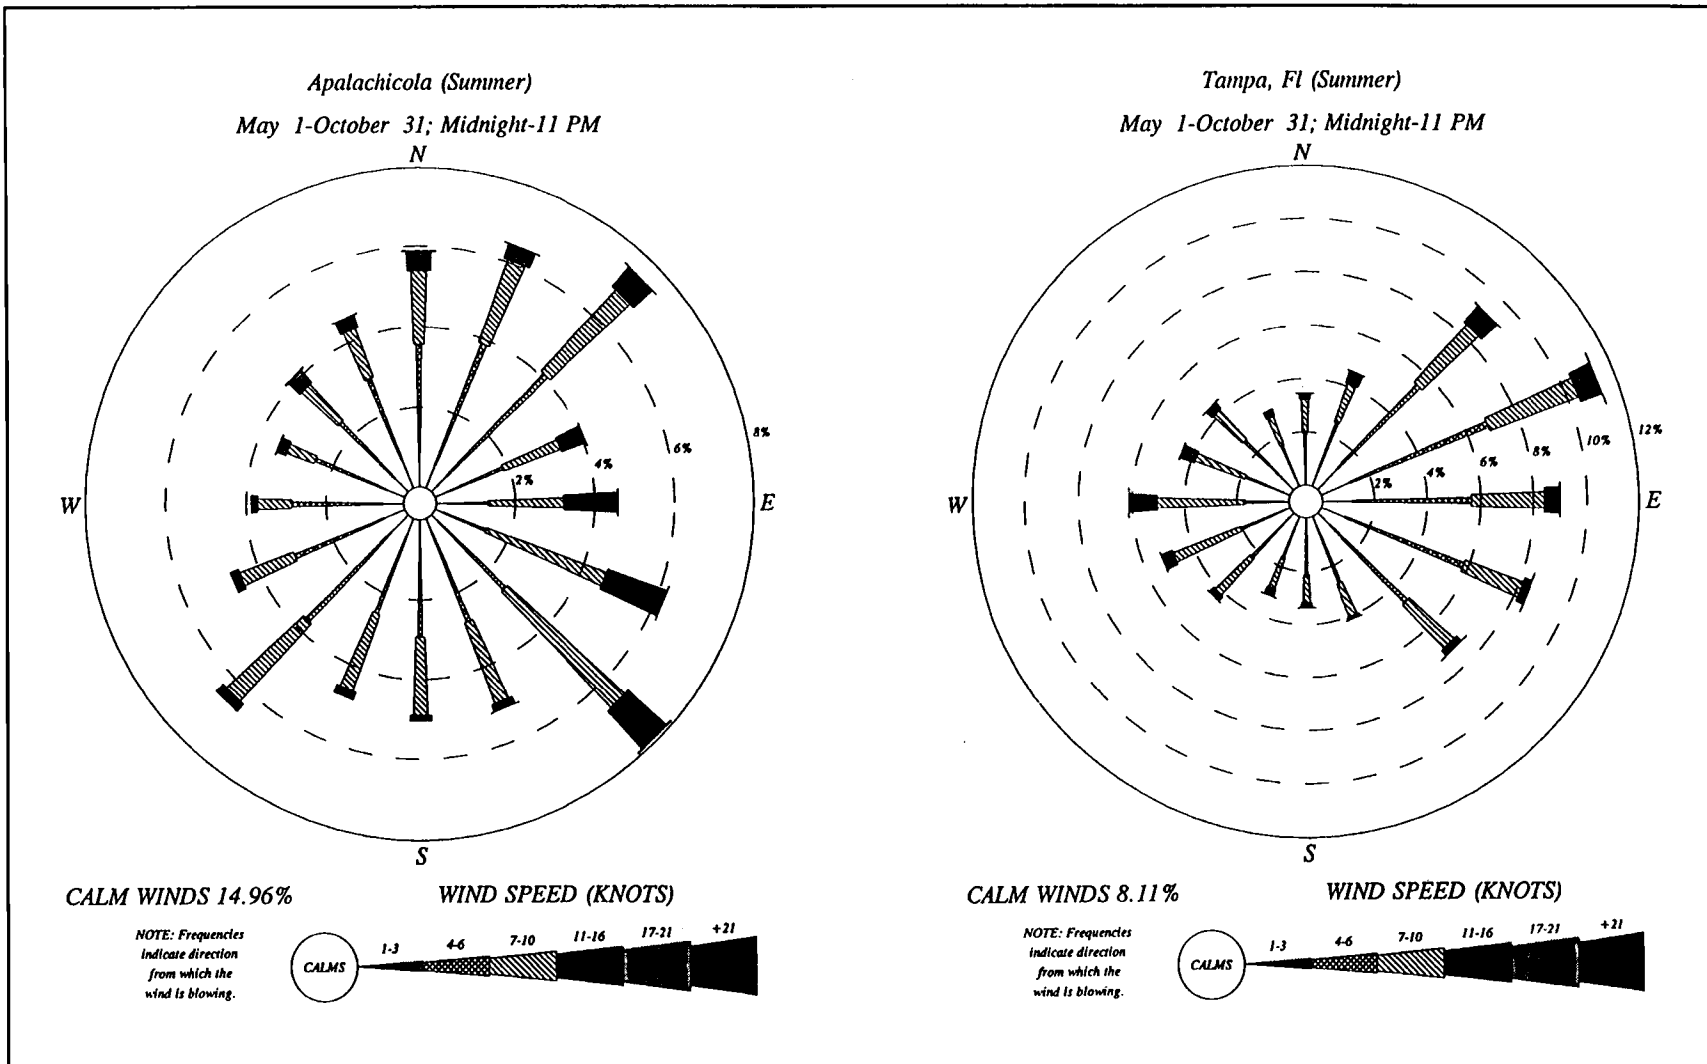 Apalachicola (Summer)
May 1-October 31; Midnight-11 PM
N
W
E
S
2%
4%
6%
8%
CALM WINDS 14.96%
WIND SPEED (KNOTS)
NOTE: Frequencies
indicate direction
from which the
wind is blowing.
CALMS
1-3
4-6
7-10
11-16
17-21
+21
Tampa, Fl (Summer)
May 1-October 31; Midnight-11 PM
N
W
E
S
2%
4%
6%
8%
10%
12%
CALM WINDS 8.11%
WIND SPEED (KNOTS)
NOTE: Frequencies
indicate direction
from which the
wind is blowing.
CALMS
1-3
4-6
7-10
11-16
17-21
+21